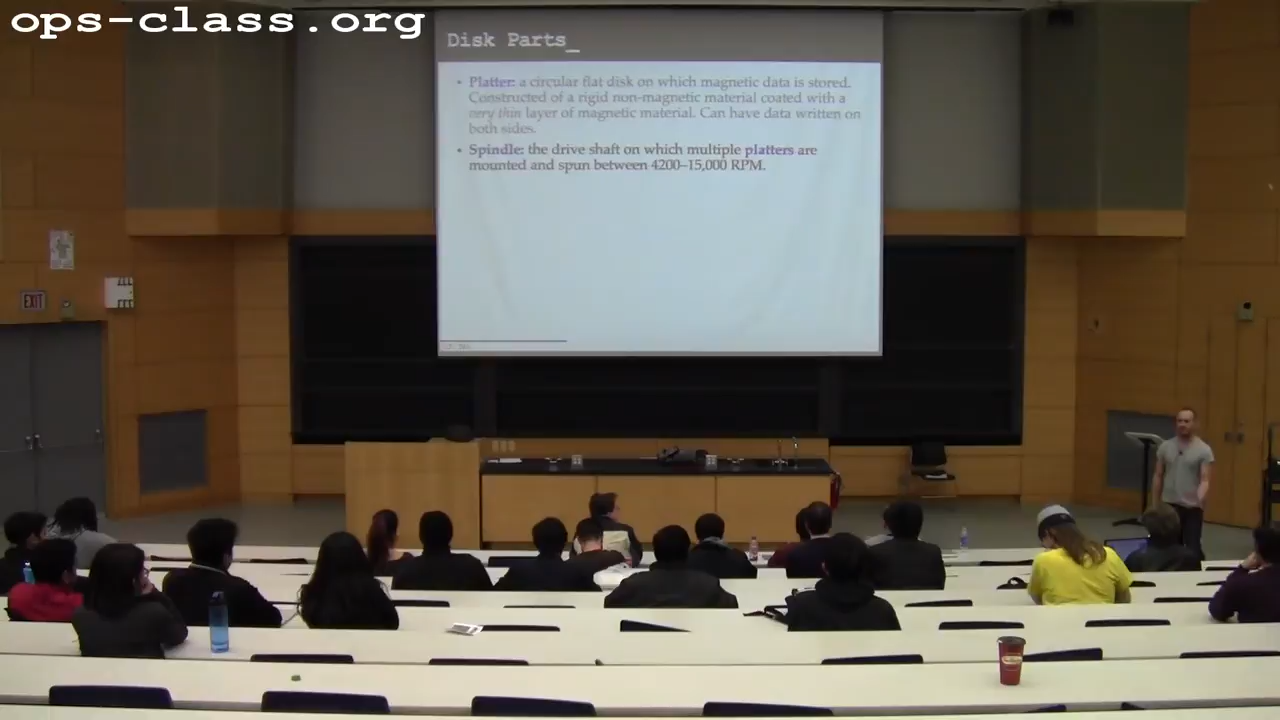 ops-class.org
Disk Parts_
• Platter: a circular flat disk on which magnetic data is stored.
Constructed of a rigid non-magnetic material coated with a
very thin layer of magnetic material. Can have data written on
both sides.
• Spindle: the drive shaft on which multiple platters are
mounted and spun between 4200–15,000 RPM.
EXIT